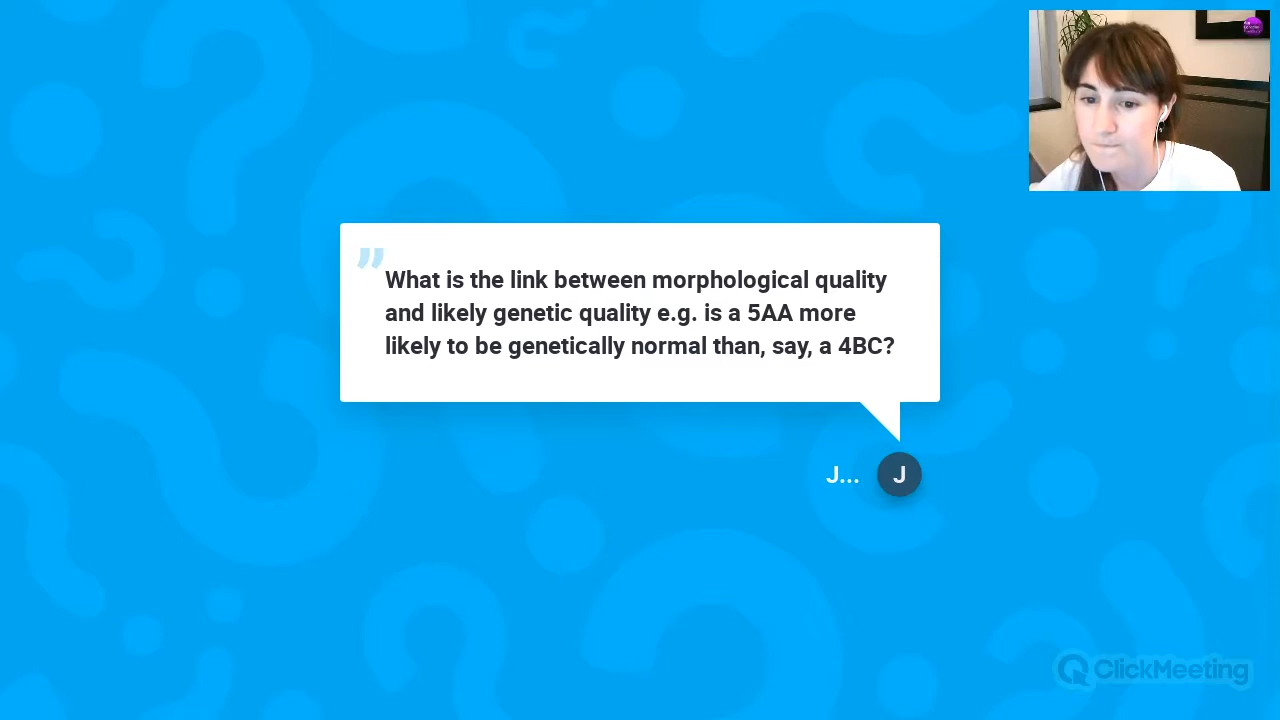 What is the link between morphological quality
and likely genetic quality e.g. is a 5AA more
likely to be genetically normal than, say, a 4BC?
J... J
ClickMeeting